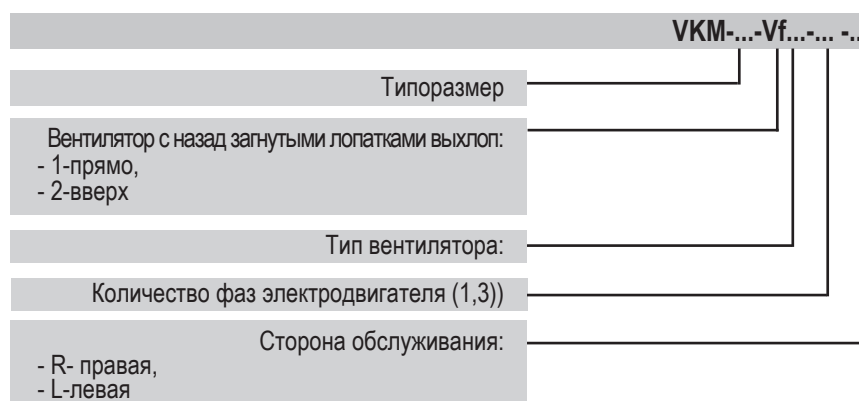 VKM-...-Vf...-... -..
Типоразмер
Вентилятор с назад загнутыми лопатками выхлоп:
- 1-прямо,
- 2-вверх
Тип вентилятора:
Количество фаз электродвигателя (1,3))
Сторона обслуживания:
- R- правая,
- L-левая